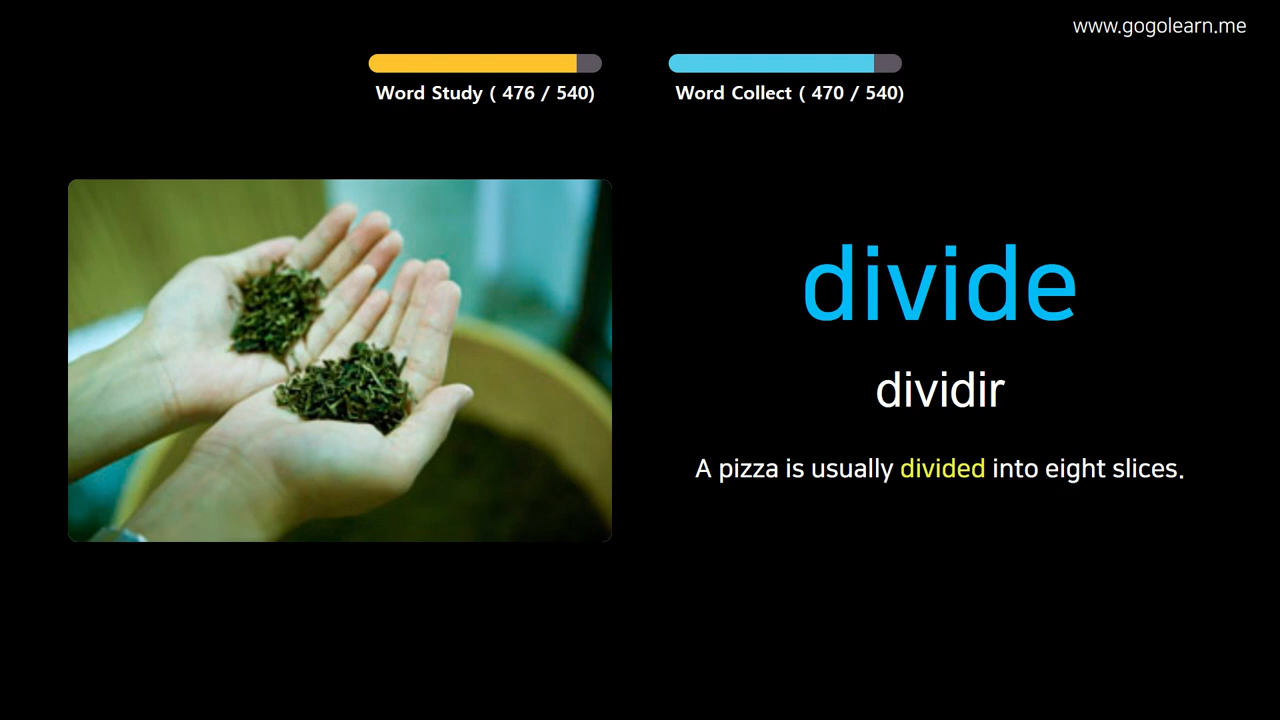 www.gogolearn.me
Word Study ( 476 / 540)
Word Collect ( 470 / 540)
divide
dividir
A pizza is usually divided into eight slices.